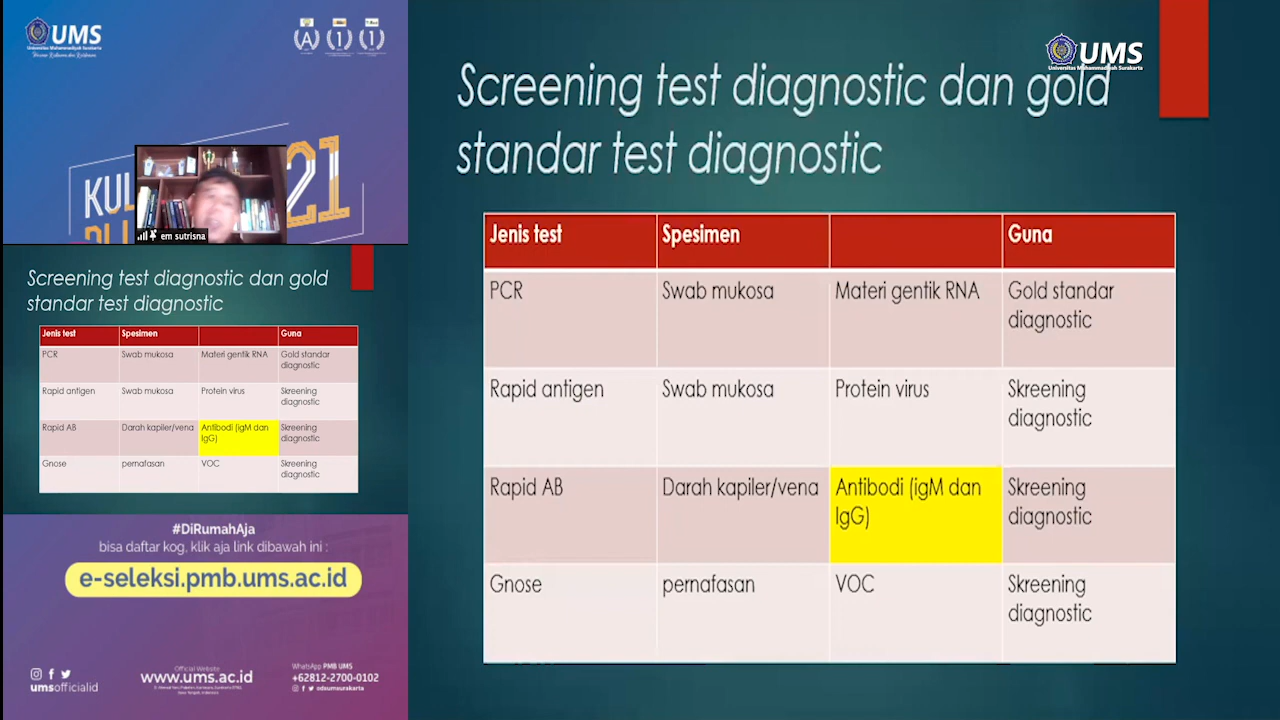 UMS
Universitas Muhammadiyah Surakarta
A 1 1
KUL
21
em sutrisna
Screening test diagnostic dan gold
standar test diagnostic
Jenis test Spesimen Guna
PCR Swab mukosa Materi gentik RNA Gold standar
diagnostic
Rapid antigen Swab mukosa Protein virus Skreening
diagnostic
Rapid AB Darah kapiler/vena Antibodi (igM dan Skreening
IgG) diagnostic
Gnose pernafasan VOC Skreening
diagnostic
#DiRumahAja
bisa daftar kog, klik aja link dibawah ini :
e-seleksi.pmb.ums.ac.id
umsofficialid
Official Website
www.ums.ac.id
WhatsApp PMB UMS
+62812-2700-0102
odaumsurakarta
UMS
Universitas Muhammadiyah Surakarta
Screening test diagnostic dan gold
standar test diagnostic
Jenis test Spesimen Guna
PCR Swab mukosa Materi gentik RNA Gold standar
diagnostic
Rapid antigen Swab mukosa Protein virus Skreening
diagnostic
Rapid AB Darah kapiler/vena Antibodi (igM dan Skreening
IgG) diagnostic
Gnose pernafasan VOC Skreening
diagnostic